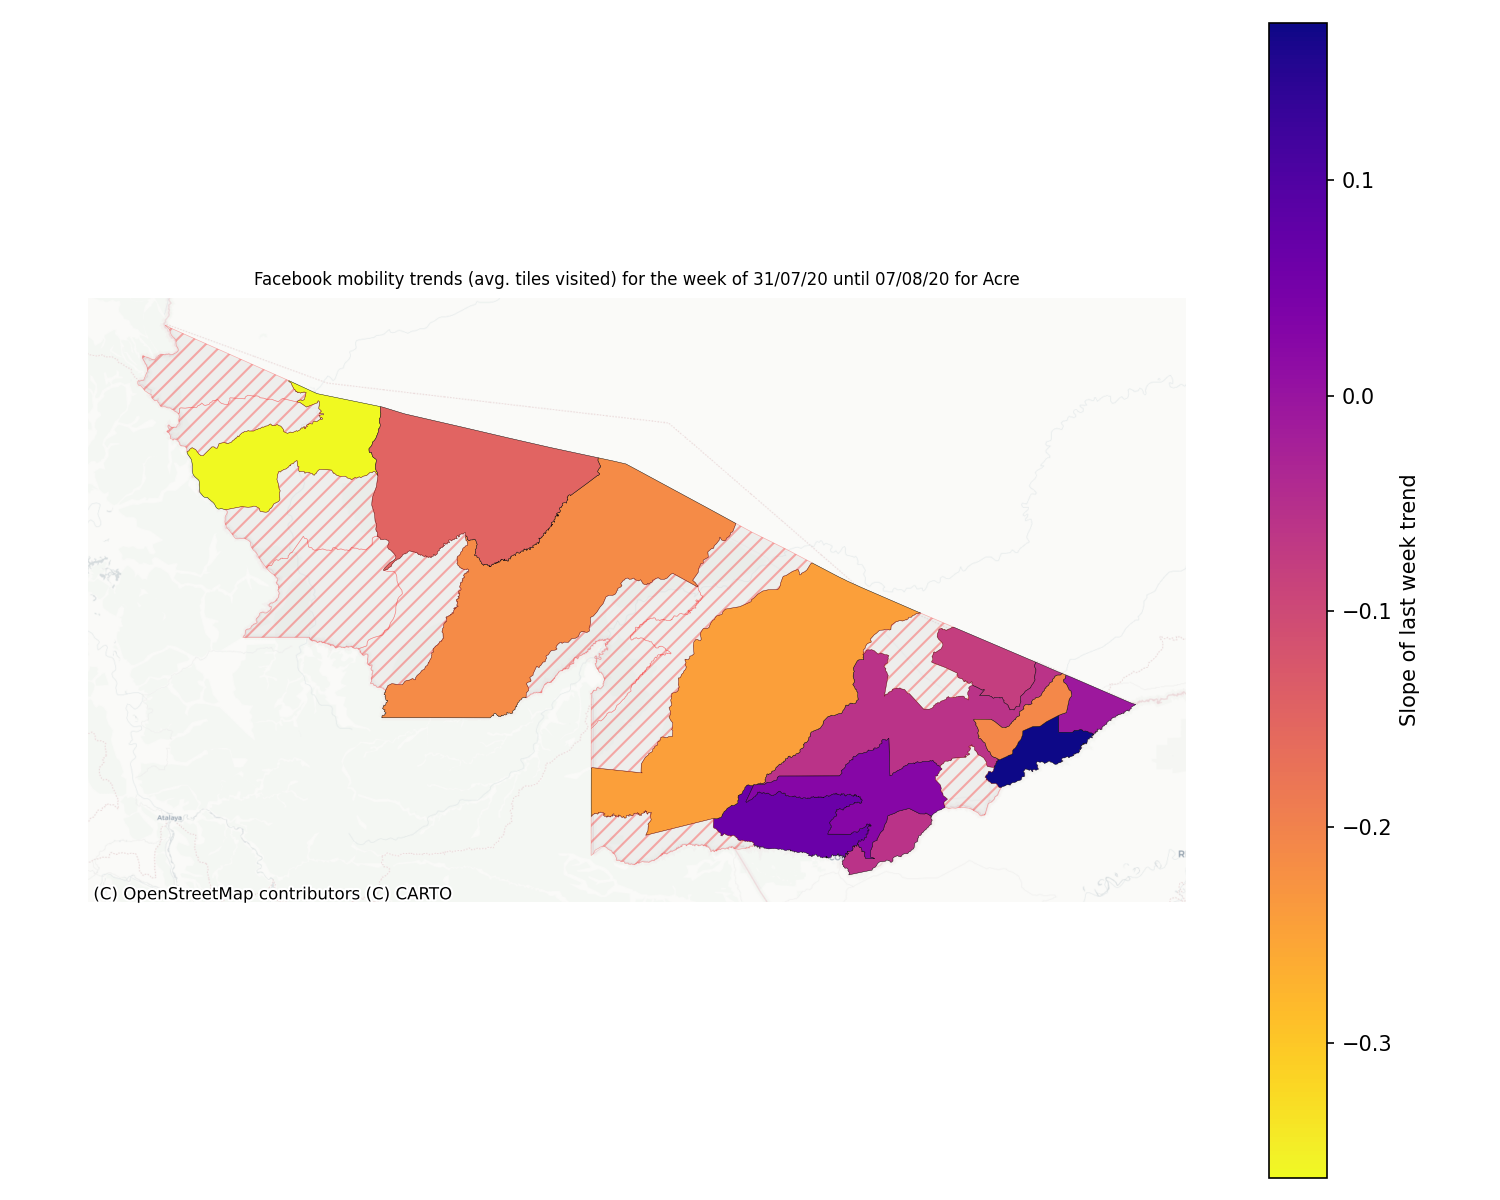 Facebook mobility trends (avg. tiles visited) for the week of 31/07/20 until 07/08/20 for Acre
Atalaya
(C) OpenStreetMap contributors (C) CARTO
0.1
0.0
−0.1
−0.2
−0.3
Slope of last week trend